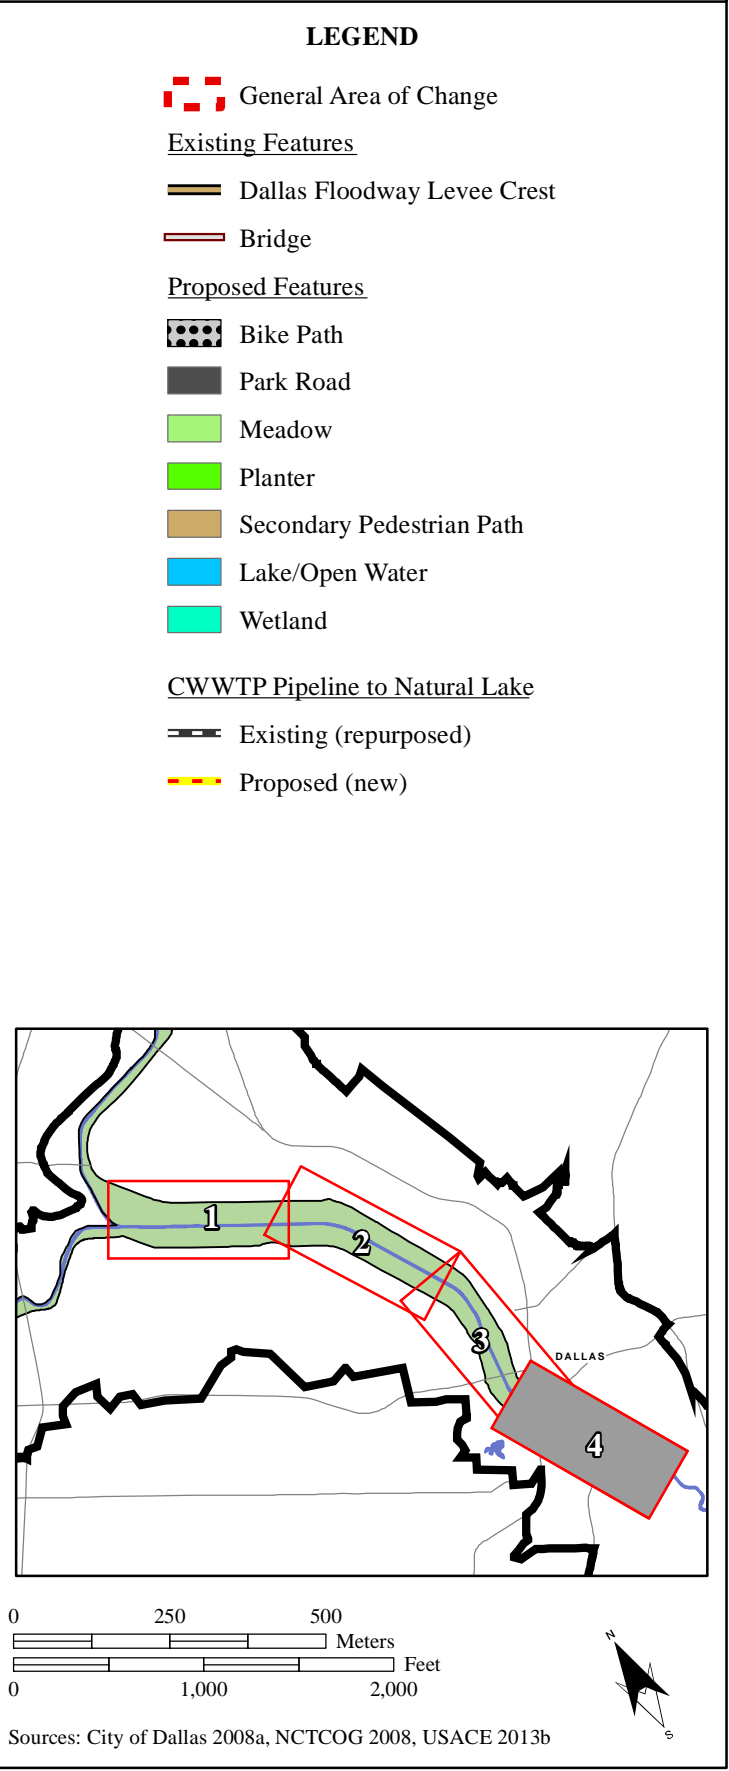 LEGEND
General Area of Change
Existing Features
Dallas Floodway Levee Crest
Bridge
Proposed Features
Bike Path
Park Road
Meadow
Planter
Secondary Pedestrian Path
Lake/Open Water
Wetland
CWWTP Pipeline to Natural Lake
Existing (repurposed)
Proposed (new)
1
2
3
DALLAS
4
0 250 500
Meters
Feet
0 1,000 2,000
N
S
Sources: City of Dallas 2008a, NCTCOG 2008, USACE 2013b